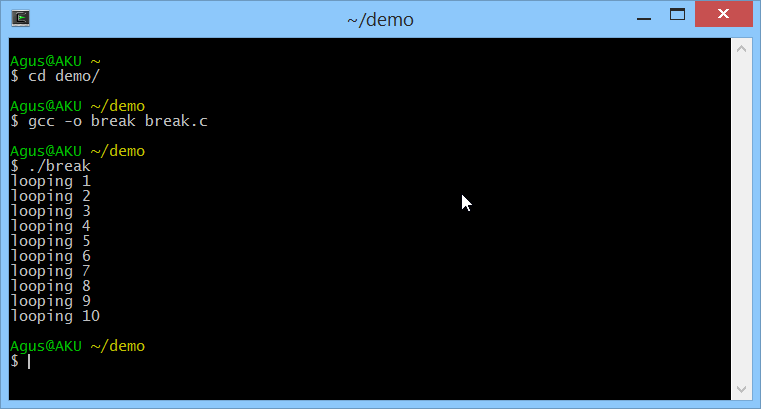 ~/demo
Agus@AKU ~
$ cd demo/
Agus@AKU ~/demo
$ gcc -o break break.c
Agus@AKU ~/demo
$ ./break
looping 1
looping 2
looping 3
looping 4
looping 5
looping 6
looping 7
looping 8
looping 9
looping 10
Agus@AKU ~/demo
$